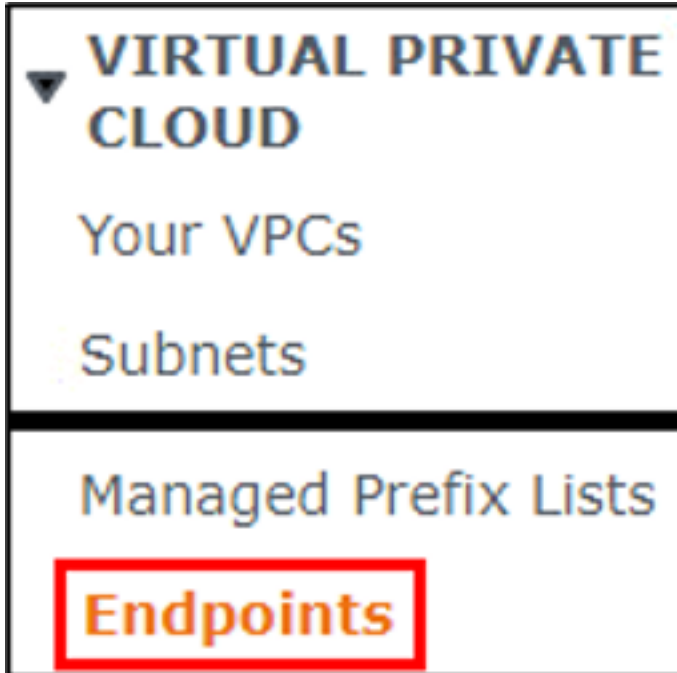 VIRTUAL PRIVATE
CLOUD
Your VPCs
Subnets
Managed Prefix Lists
Endpoints